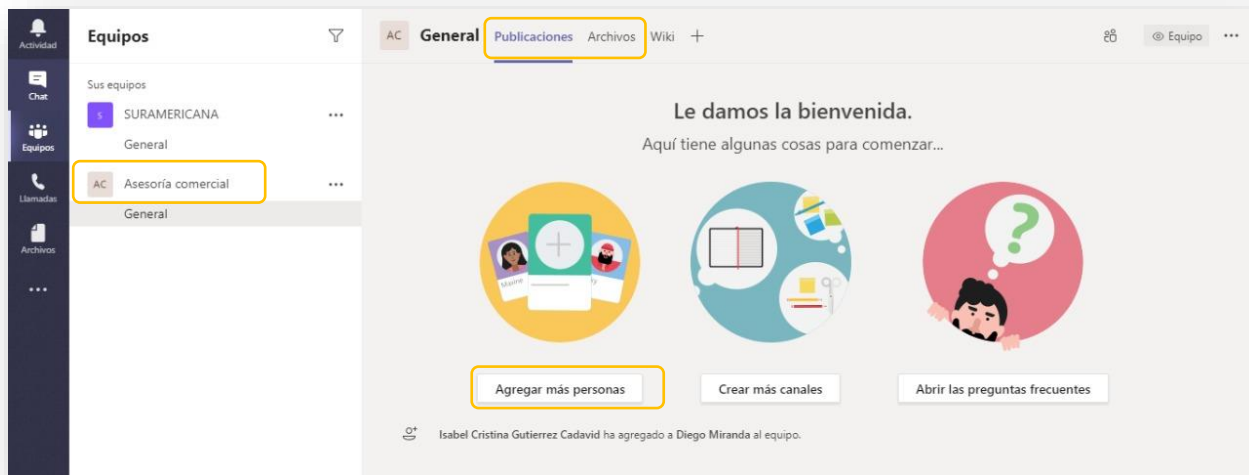 Actividad
Chat
Equipos
Llamadas
Archivos
Equipos
Sus equipos
S SURAMERICANA
General
AC Asesoría comercial
General
AC General Publicaciones Archivos Wiki
Equipo
Le damos la bienvenida.
Aquí tiene algunas cosas para comenzar...
Maxine
Agregar más personas
Crear más canales
Abrir las preguntas frecuentes
Isabel Cristina Gutierrez Cadavid ha agregado a Diego Miranda al equipo.